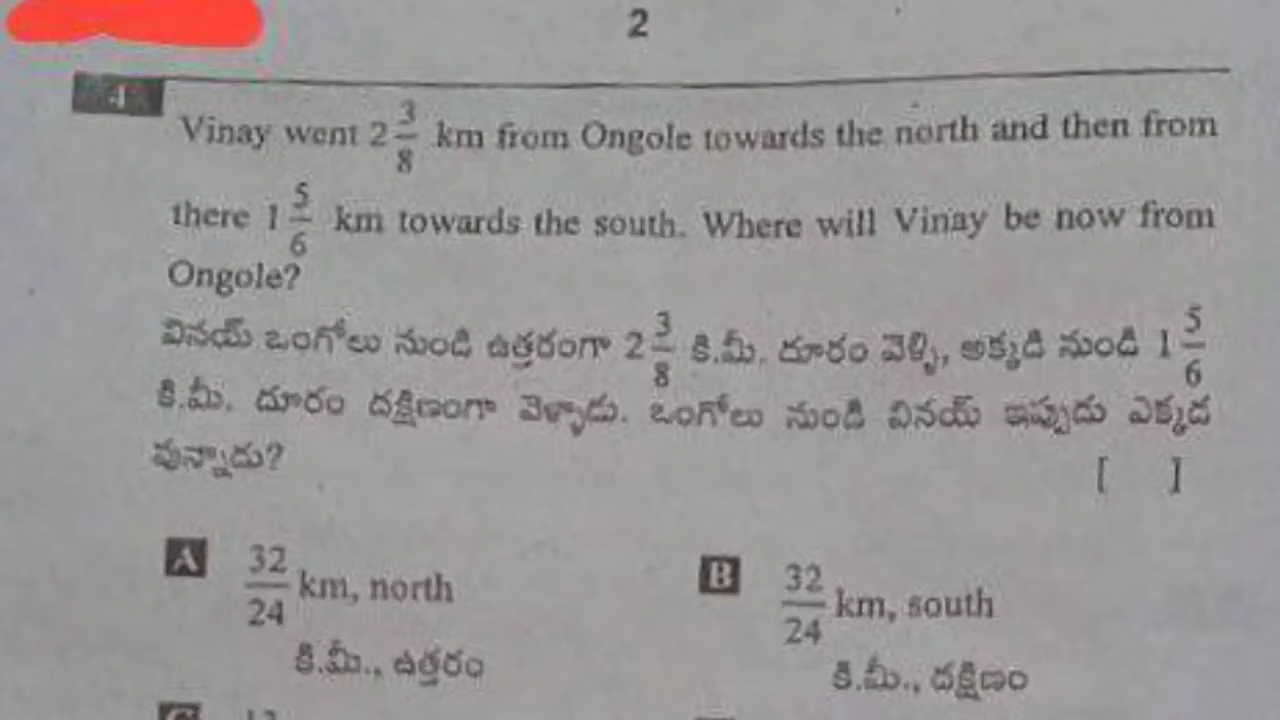 2
4
Vinay went 2 3/8 km from Ongole towards the north and then from
there 1 5/6 km towards the south. Where will Vinay be now from
Ongole?
వినయ్ ఒంగోలు నుండి ఉత్తరంగా 2 3/8 కి.మీ. దూరం వెళ్ళి, అక్కడి నుండి 1 5/6
కి.మీ. దూరం దక్షిణంగా వెళ్ళాడు. ఒంగోలు నుండి వినయ్ ఇప్పుడు ఎక్కడ
వున్నాడు?
[ ]
A 32/24 km, north
కి.మీ., ఉత్తరం
B 32/24 km, south
కి.మీ., దక్షిణం
C